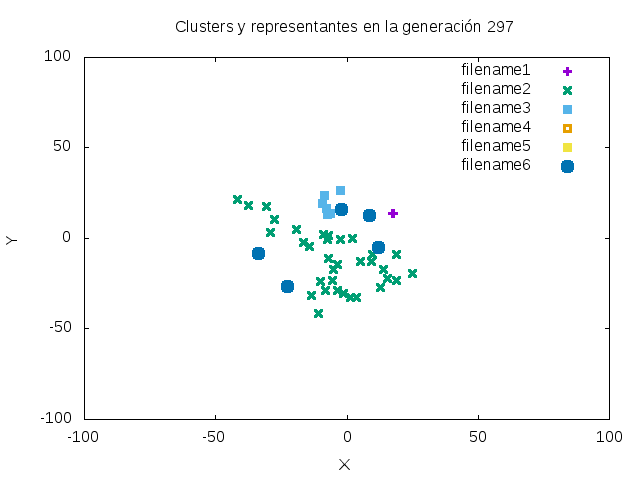 Clusters y representantes en la generación 297
100
50
0
-50
-100
-100
-50
0
50
100
Y
X
filename1
filename2
filename3
filename4
filename5
filename6